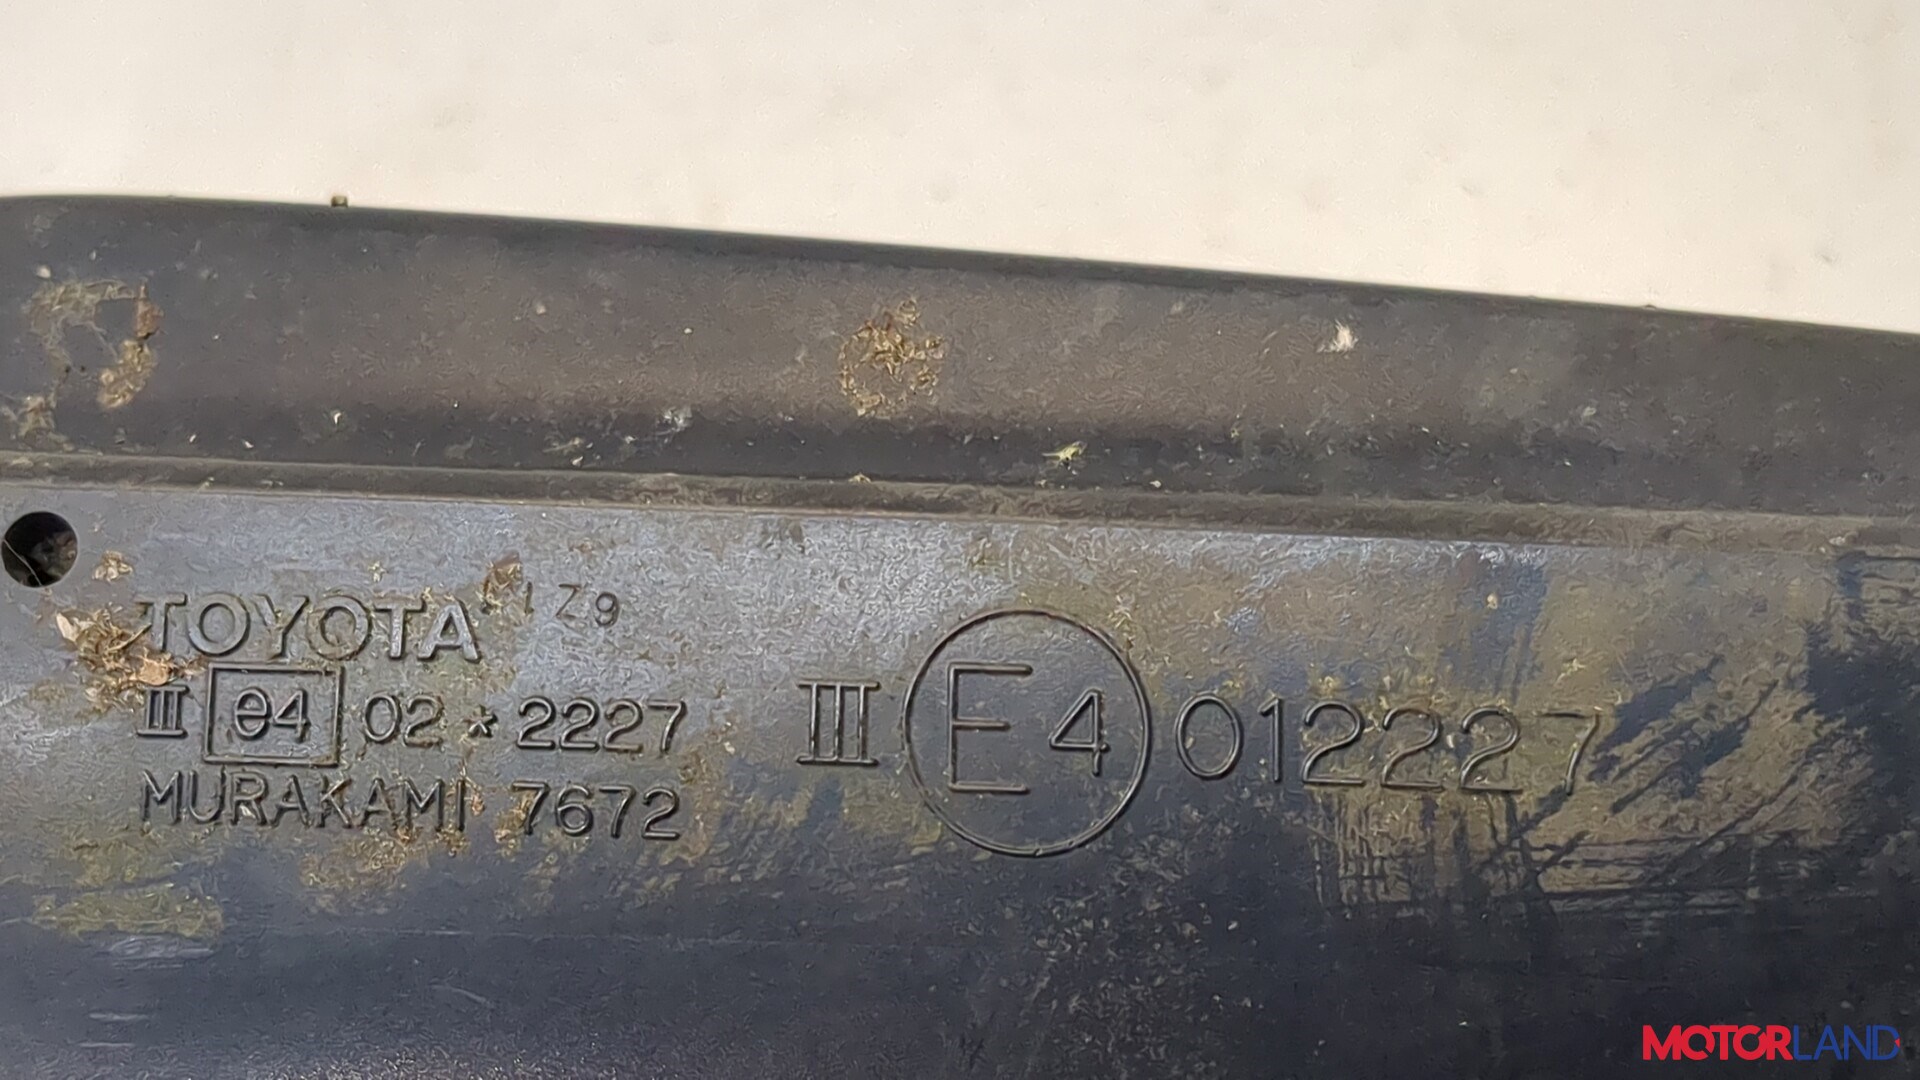 TOYOTA Z9
III e4 02 * 2227
MURAKAMI 7672
III E4 012227
MOTORLAND